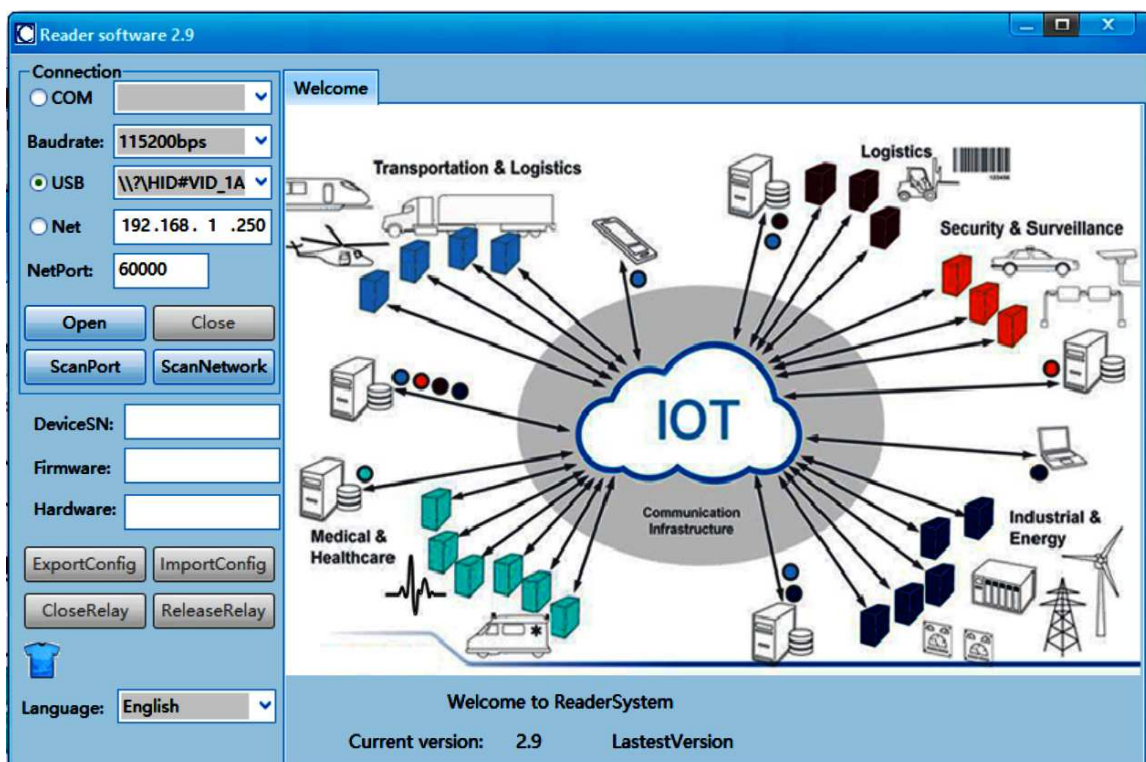 Reader software 2.9
Connection
COM
Baudrate: 115200bps
USB \\?\HID#VID_1A
Net 192.168. 1 .250
NetPort: 60000
Open Close
ScanPort ScanNetwork
DeviceSN:
Firmware:
Hardware:
ExportConfig ImportConfig
CloseRelay ReleaseRelay
Language: English
Welcome
Transportation & Logistics
Logistics
Security & Surveillance
IOT
Communication
Infrastructure
Medical &
Healthcare
Industrial &
Energy
Welcome to ReaderSystem
Current version: 2.9 LastestVersion